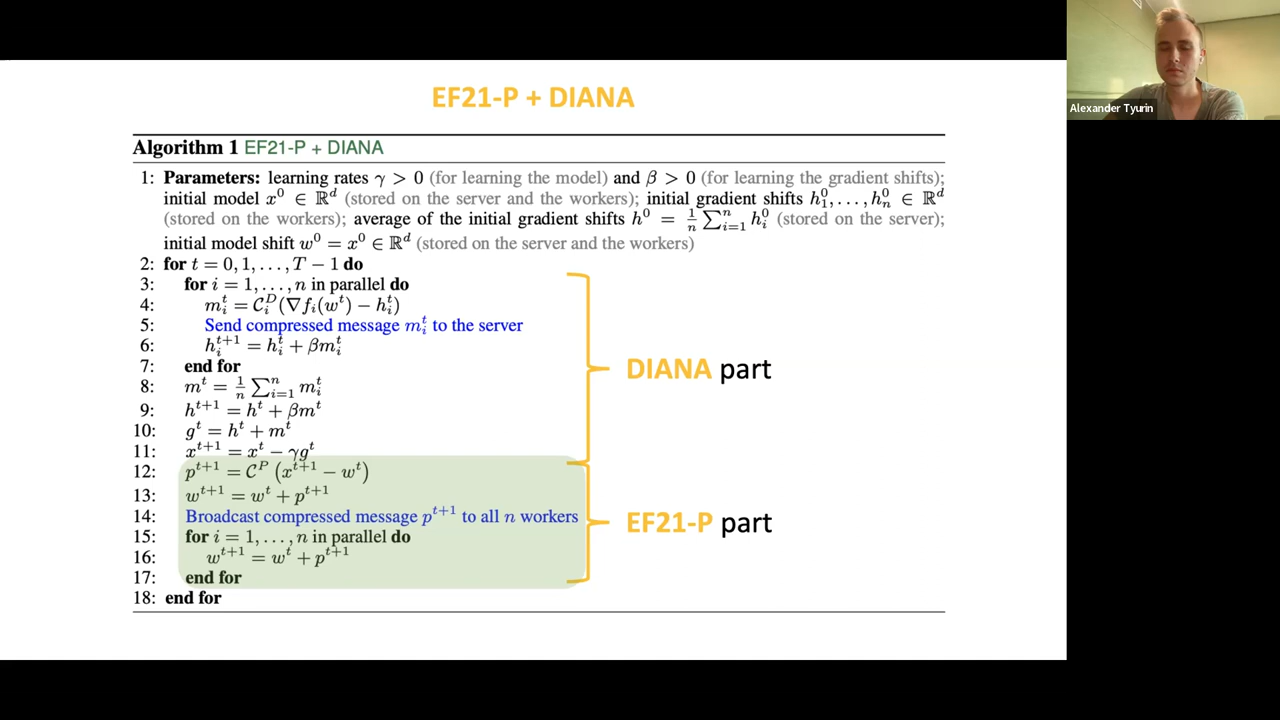 EF21-P + DIANA
Alexander Tyurin
Algorithm 1 EF21-P + DIANA
1: Parameters: learning rates γ > 0 (for learning the model) and β > 0 (for learning the gradient shifts);
initial model x^0 ∈ ℝ^d (stored on the server and the workers); initial gradient shifts h_1^0, . . . , h_n^0 ∈ ℝ^d
(stored on the workers); average of the initial gradient shifts h^0 = 1/n ∑_{i=1}^n h_i^0 (stored on the server);
initial model shift w^0 = x^0 ∈ ℝ^d (stored on the server and the workers)
2: for t = 0, 1, . . . , T − 1 do
3: for i = 1, . . . , n in parallel do
4: m_i^t = C_i^D(∇f_i(w^t) − h_i^t)
5: Send compressed message m_i^t to the server
6: h_i^{t+1} = h_i^t + βm_i^t
7: end for
8: m^t = 1/n ∑_{i=1}^n m_i^t
9: h^{t+1} = h^t + βm^t
10: g^t = h^t + m^t
11: x^{t+1} = x^t − γg^t
12: p^{t+1} = C^P (x^{t+1} − w^t)
13: w^{t+1} = w^t + p^{t+1}
14: Broadcast compressed message p^{t+1} to all n workers
15: for i = 1, . . . , n in parallel do
16: w^{t+1} = w^t + p^{t+1}
17: end for
18: end for
DIANA part
EF21-P part